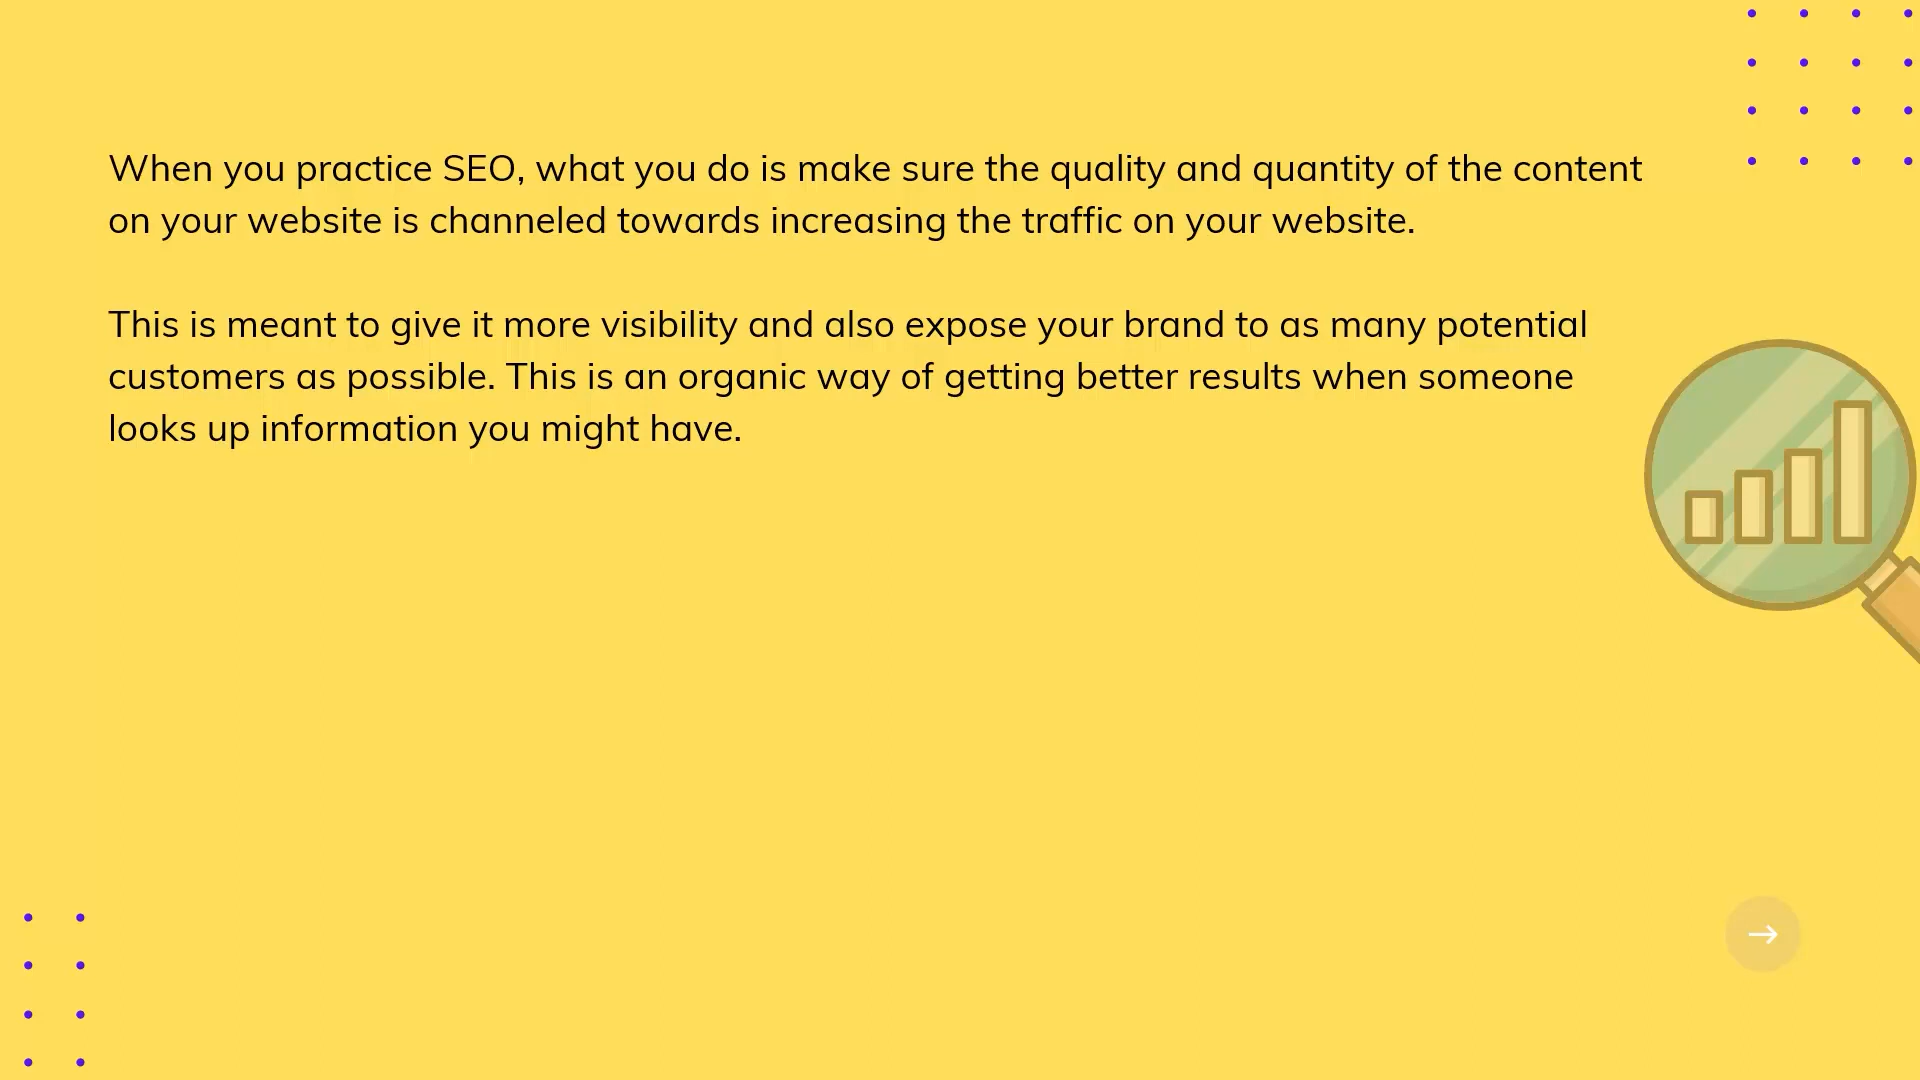 When you practice SEO, what you do is make sure the quality and quantity of the content
on your website is channeled towards increasing the traffic on your website.
This is meant to give it more visibility and also expose your brand to as many potential
customers as possible. This is an organic way of getting better results when someone
looks up information you might have.